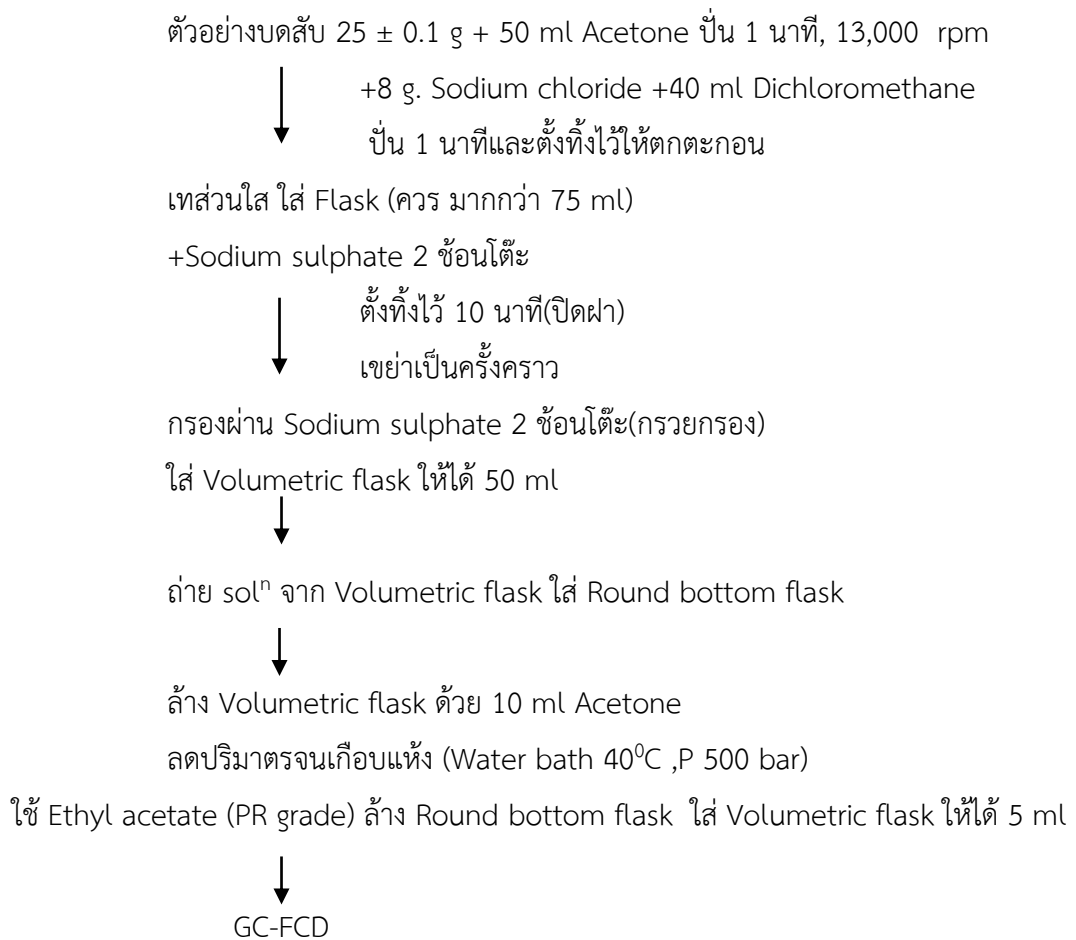 ตัวอย่างบดสับ 25 ± 0.1 g + 50 ml Acetone ปั่น 1 นาที, 13,000 rpm
+8 g. Sodium chloride +40 ml Dichloromethane
ปั่น 1 นาทีและตั้งทิ้งไว้ให้ตกตะกอน
เทส่วนใส ใส่ Flask (ควร มากกว่า 75 ml)
+Sodium sulphate 2 ช้อนโต๊ะ
ตั้งทิ้งไว้ 10 นาที(ปิดฝา)
เขย่าเป็นครั้งคราว
กรองผ่าน Sodium sulphate 2 ช้อนโต๊ะ(กรวยกรอง)
ใส่ Volumetric flask ให้ได้ 50 ml
ถ่าย solⁿ จาก Volumetric flask ใส่ Round bottom flask
ล้าง Volumetric flask ด้วย 10 ml Acetone
ลดปริมาตรจนเกือบแห้ง (Water bath 40⁰C ,P 500 bar)
ใช้ Ethyl acetate (PR grade) ล้าง Round bottom flask ใส่ Volumetric flask ให้ได้ 5 ml
GC-FCD